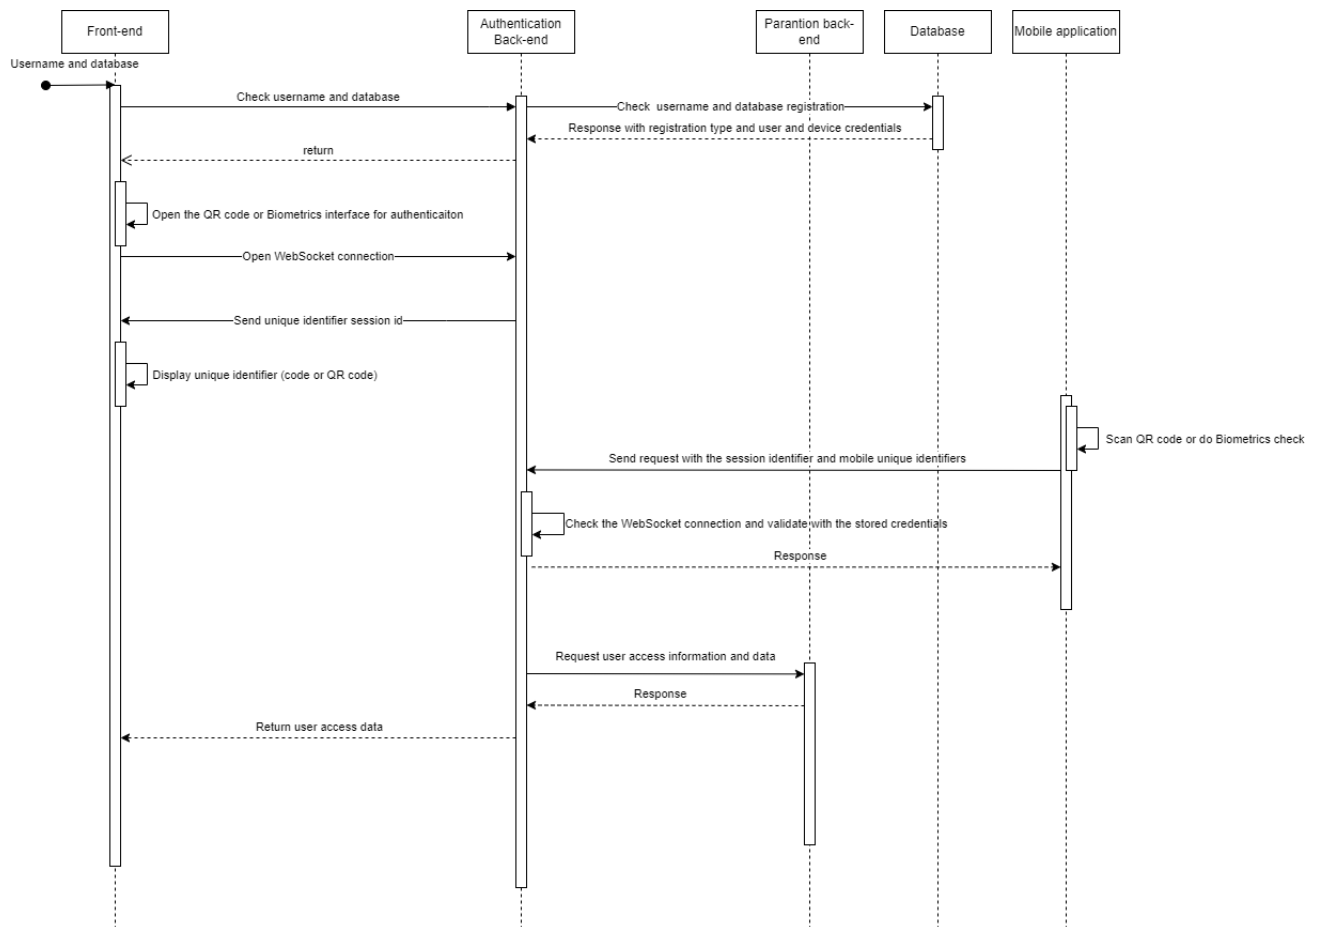 Front-end
Authentication
Back-end
Parantion back-
end
Database
Mobile application
Username and database
Check username and database
Check  username and database registration
Response with registration type and user and device credentials
return
Open the QR code or Biometrics interface for authenticaiton
Open WebSocket connection
Send unique identifier session id
Display unique identifier (code or QR code)
Scan QR code or do Biometrics check
Send request with the session identifier and mobile unique identifiers
Check the WebSocket connection and validate with the stored credentials
Response
Request user access information and data
Response
Return user access data